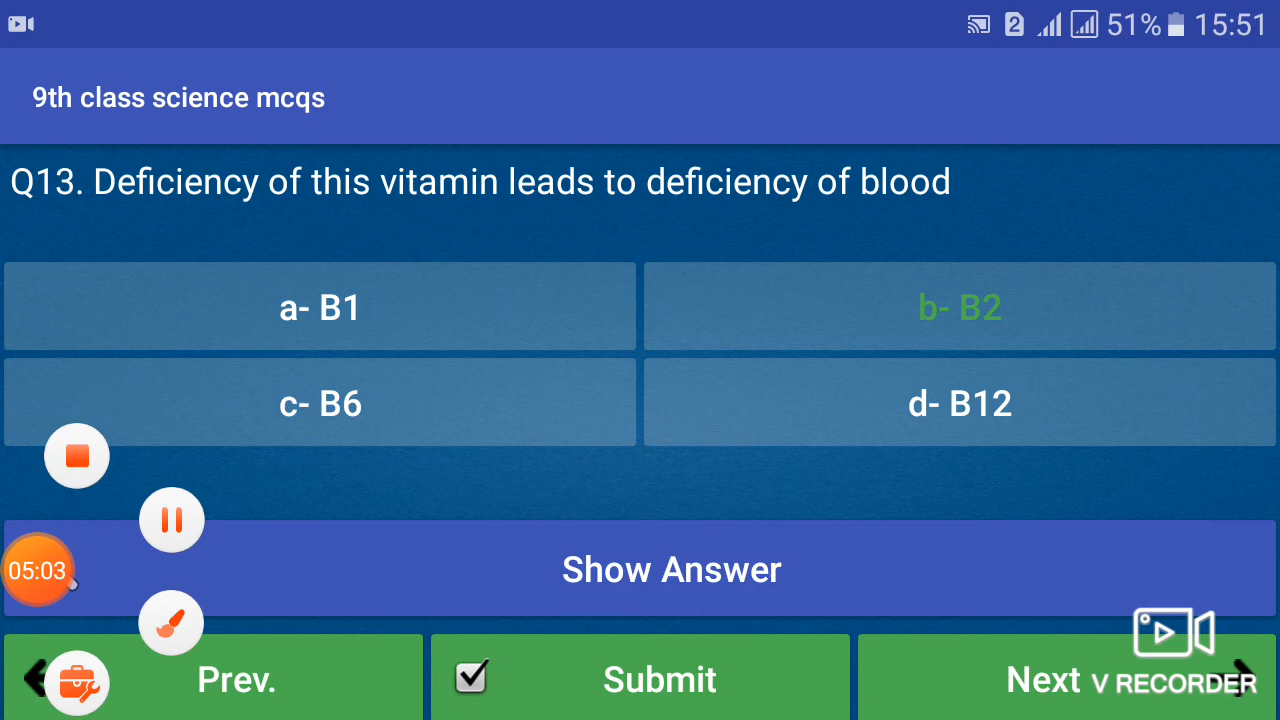 2 51% 15:51
9th class science mcqs
Q13. Deficiency of this vitamin leads to deficiency of blood
a- B1
b- B2
c- B6
d- B12
Show Answer
05:03
Prev.
Submit
Next
V RECORDER